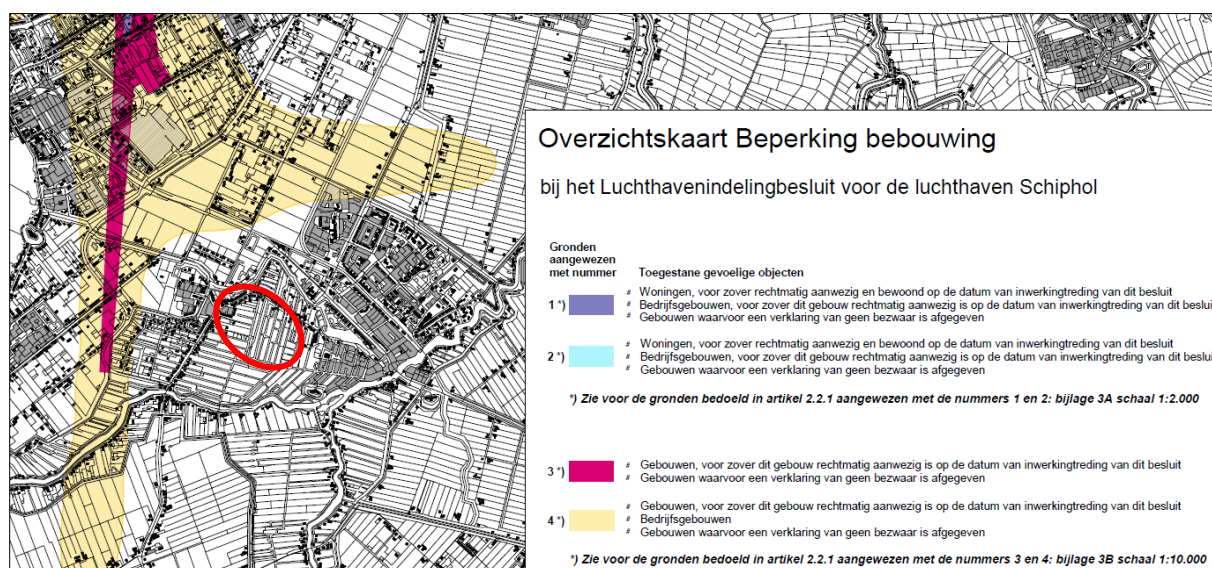 Overzichtskaart Beperking bebouwing
bij het Luchthavenindelingbesluit voor de luchthaven Schiphol
Gronden
aangewezen
met nummer Toegestane gevoelige objecten
1 *) # Woningen, voor zover rechtmatig aanwezig en bewoond op de datum van inwerkingtreding van dit besluit
# Bedrijfsgebouwen, voor zover dit gebouw rechtmatig aanwezig is op de datum van inwerkingtreding van dit beslui
# Gebouwen waarvoor een verklaring van geen bezwaar is afgegeven
2 *) # Woningen, voor zover rechtmatig aanwezig en bewoond op de datum van inwerkingtreding van dit besluit
# Bedrijfsgebouwen, voor zover dit gebouw rechtmatig aanwezig is op de datum van inwerkingtreding van dit beslui
# Gebouwen waarvoor een verklaring van geen bezwaar is afgegeven
*) Zie voor de gronden bedoeld in artikel 2.2.1 aangewezen met de nummers 1 en 2: bijlage 3A schaal 1:2.000
3 *) # Gebouwen, voor zover dit gebouw rechtmatig aanwezig is op de datum van inwerkingtreding van dit besluit
# Gebouwen waarvoor een verklaring van geen bezwaar is afgegeven
4 *) # Gebouwen, voor zover dit gebouw rechtmatig aanwezig is op de datum van inwerkingtreding van dit besluit
# Bedrijfsgebouwen
# Gebouwen waarvoor een verklaring van geen bezwaar is afgegeven
*) Zie voor de gronden bedoeld in artikel 2.2.1 aangewezen met de nummers 3 en 4: bijlage 3B schaal 1:10.000